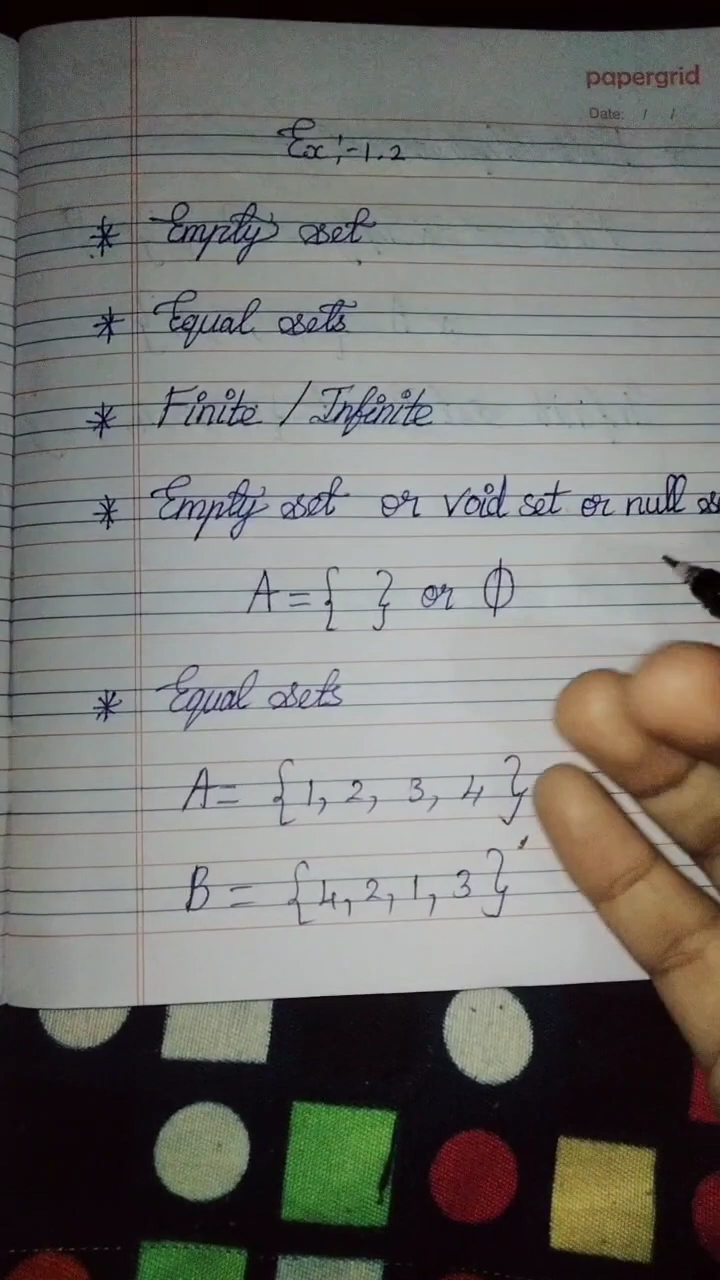 papergrid
Date: / /
Ex:-1.2
* Empty set
* Equal sets
* Finite / Infinite
* Empty set or void set or null
A = { } or ϕ
* Equal sets
A = {1, 2, 3, 4}
B = {4, 2, 1, 3}